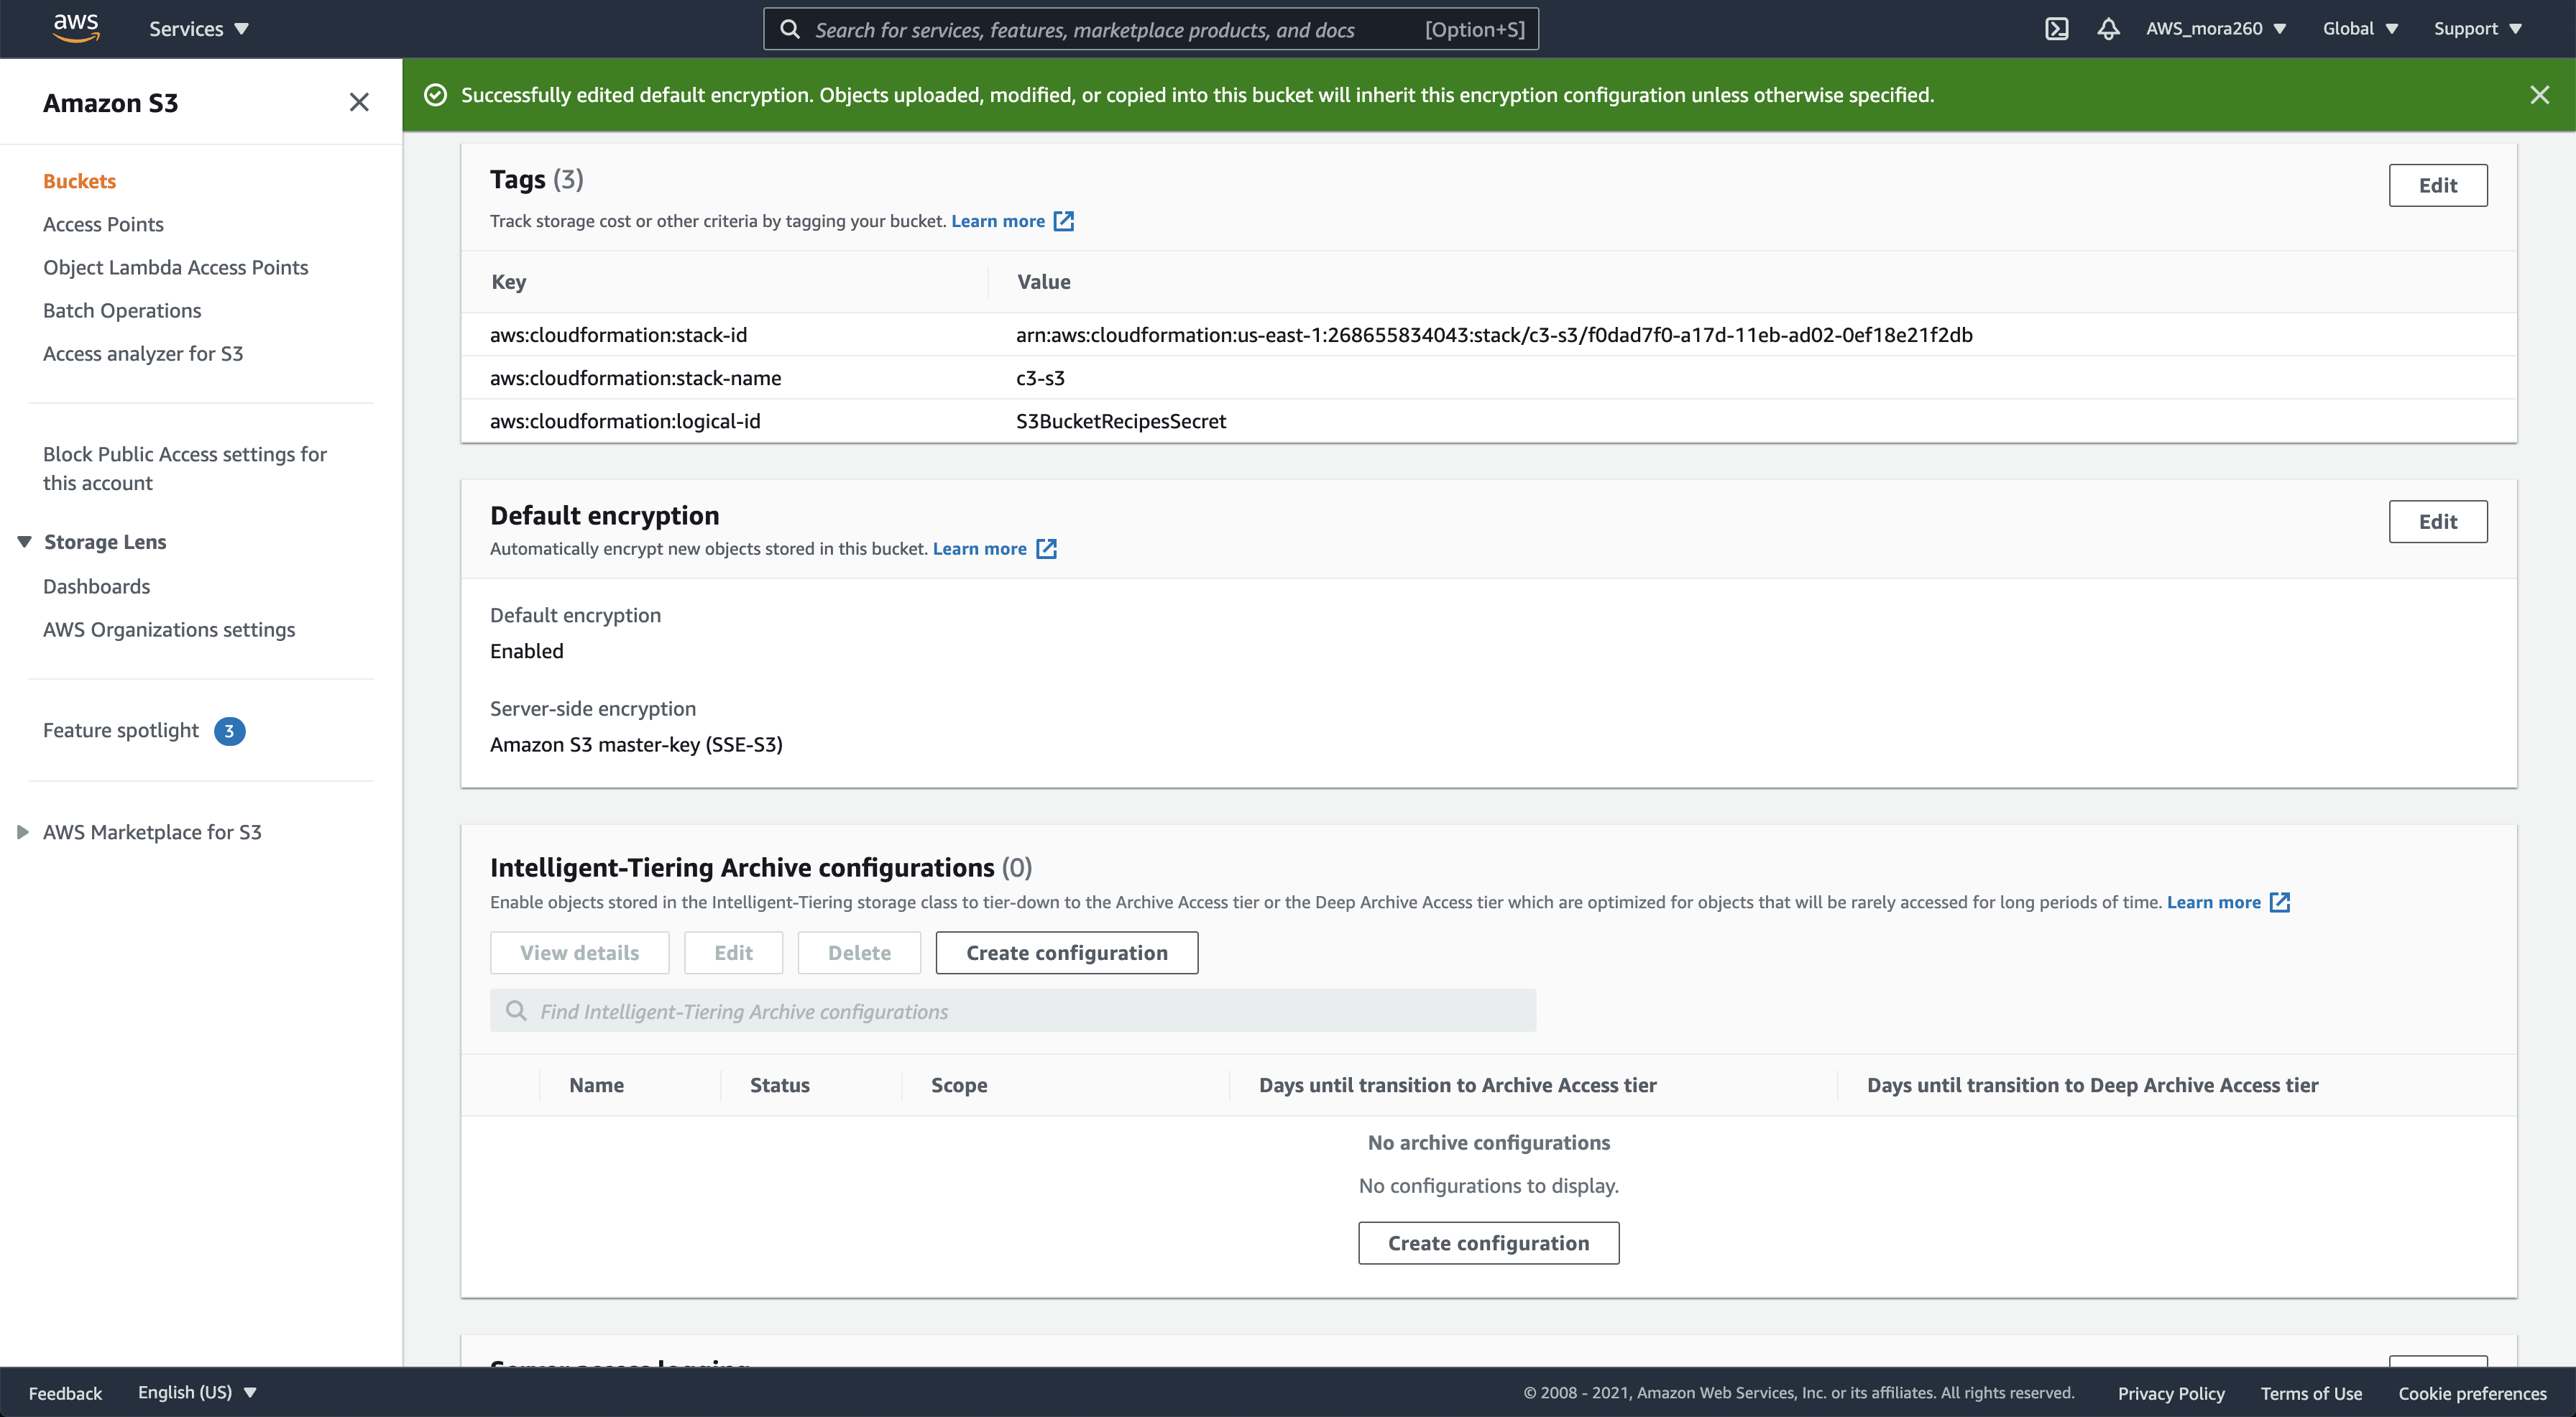 aws
Services
Search for services, features, marketplace products, and docs [Option+S]
AWS_mora260
Global
Support
Amazon S3
Successfully edited default encryption. Objects uploaded, modified, or copied into this bucket will inherit this encryption configuration unless otherwise specified.
Buckets
Access Points
Object Lambda Access Points
Batch Operations
Access analyzer for S3
Block Public Access settings for
this account
Storage Lens
Dashboards
AWS Organizations settings
Feature spotlight 3
AWS Marketplace for S3
Tags (3)
Edit
Track storage cost or other criteria by tagging your bucket. Learn more
Key Value
aws:cloudformation:stack-id arn:aws:cloudformation:us-east-1:268655834043:stack/c3-s3/f0dad7f0-a17d-11eb-ad02-0ef18e21f2db
aws:cloudformation:stack-name c3-s3
aws:cloudformation:logical-id S3BucketRecipesSecret
Default encryption
Edit
Automatically encrypt new objects stored in this bucket. Learn more
Default encryption
Enabled
Server-side encryption
Amazon S3 master-key (SSE-S3)
Intelligent-Tiering Archive configurations (0)
Enable objects stored in the Intelligent-Tiering storage class to tier-down to the Archive Access tier or the Deep Archive Access tier which are optimized for objects that will be rarely accessed for long periods of time. Learn more
View details Edit Delete Create configuration
Find Intelligent-Tiering Archive configurations
Name Status Scope Days until transition to Archive Access tier Days until transition to Deep Archive Access tier
No archive configurations
No configurations to display.
Create configuration
Server access logging
Feedback English (US) © 2008 - 2021, Amazon Web Services, Inc. or its affiliates. All rights reserved. Privacy Policy Terms of Use Cookie preferences